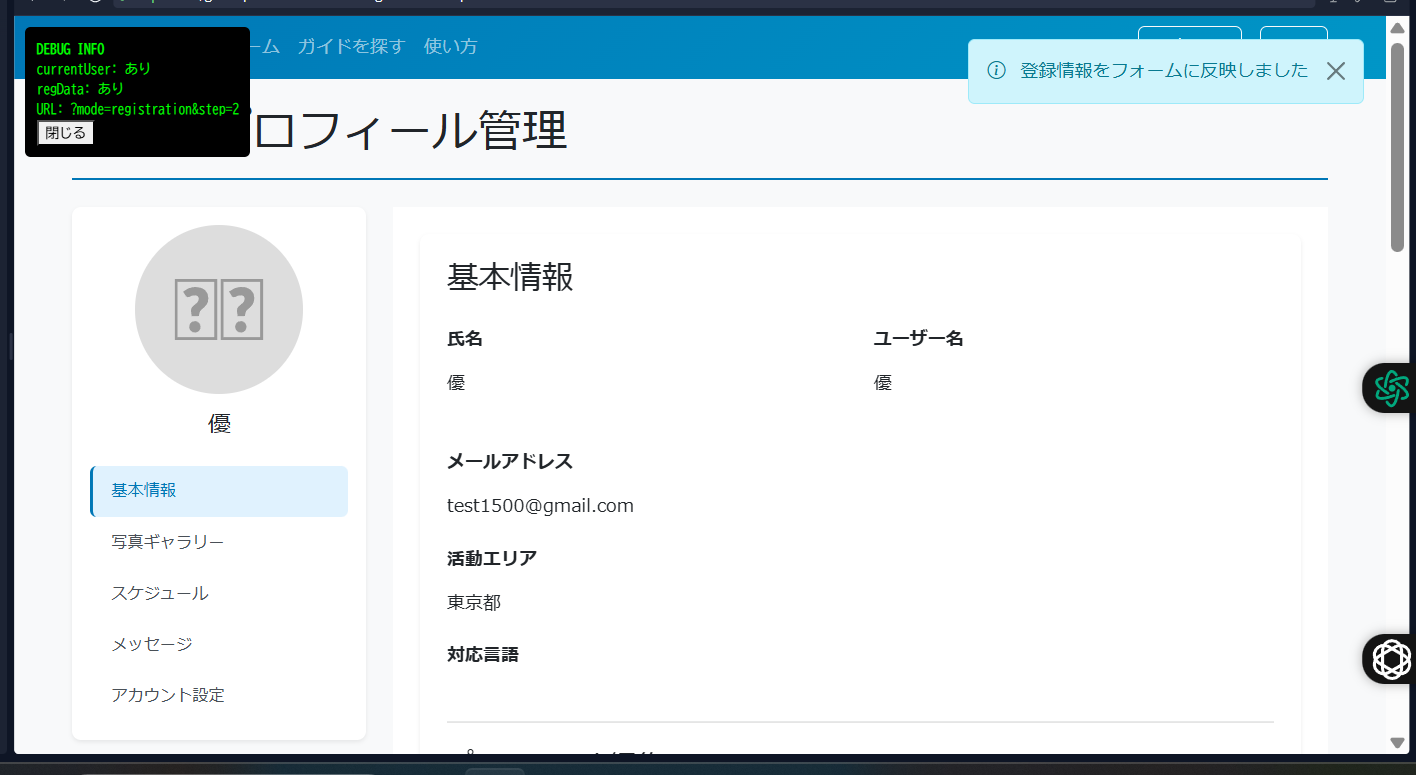 DEBUG INFO
currentUser: あり
regData: あり
URL: ?mode=registration&step=2
閉じる
ーム ガイドを探す 使い方
登録情報をフォームに反映しました
ロフィール管理
優
基本情報
写真ギャラリー
スケジュール
メッセージ
アカウント設定
基本情報
氏名
優
ユーザー名
優
メールアドレス
test1500@gmail.com
活動エリア
東京都
対応言語